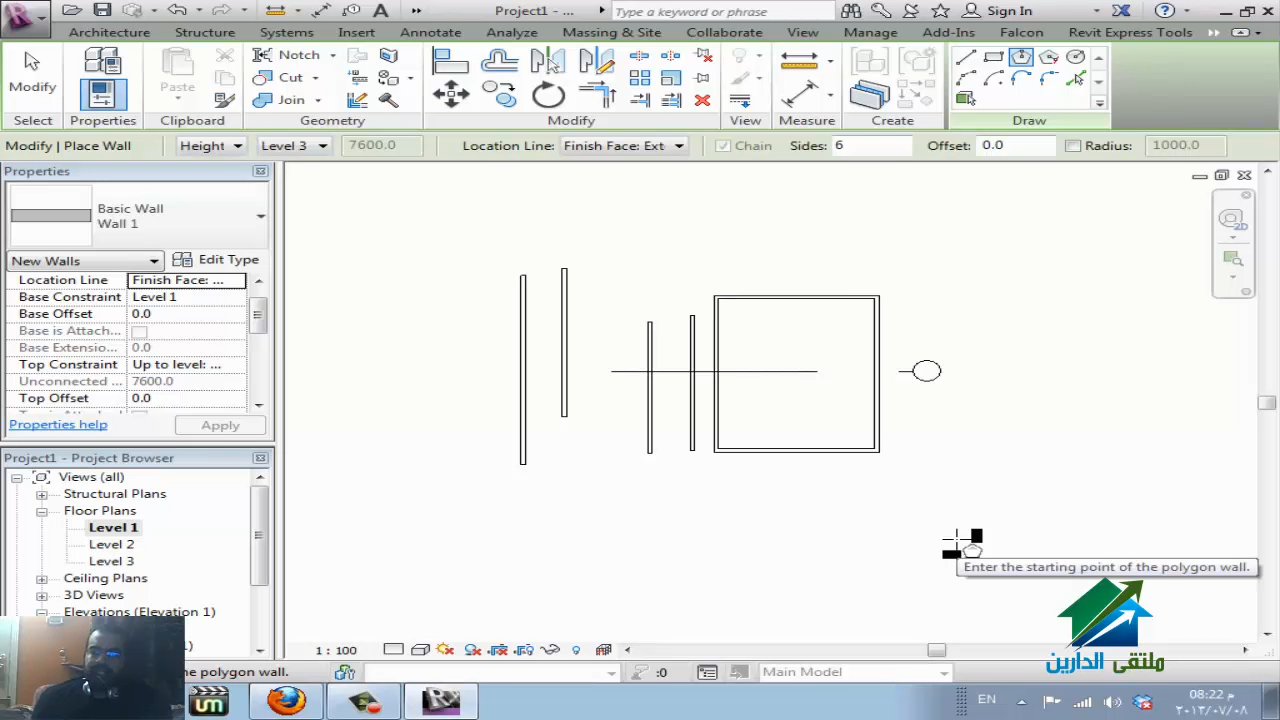 Project1 - ...
Type a keyword or phrase
Sign In
Architecture Structure Systems Insert Annotate Analyze Massing & Site Collaborate View Manage Add-Ins Falcon Revit Express Tools
Modify
Paste
Notch
Cut
Join
Select Properties Clipboard Geometry Modify View Measure Create Draw
Modify | Place Wall Height Level 3 7600.0 Location Line: Finish Face: Ext Chain Sides: 6 Offset: 0.0 Radius: 1000.0
Properties
Basic Wall
Wall 1
New Walls Edit Type
Location Line Finish Face: ...
Base Constraint Level 1
Base Offset 0.0
Base is Attach...
Base Extensio... 0.0
Top Constraint Up to level: ...
Unconnected ... 7600.0
Top Offset 0.0
Properties help Apply
Project1 - Project Browser
Views (all)
Structural Plans
Floor Plans
Level 1
Level 2
Level 3
Ceiling Plans
3D Views
Elevations (Elevation 1)
2D
Enter the starting point of the polygon wall.
ملتقى الدارين
1 : 100
the polygon wall.
:0
Main Model
um
EN
08:22 م
٢٠١٣/٠٧/٠٨